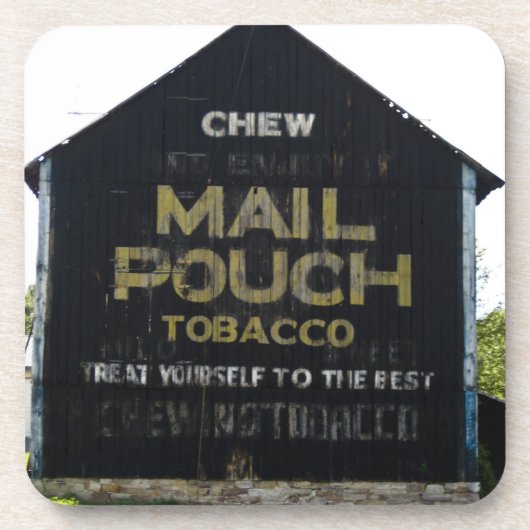 CHEW
MAIL
POUCH
TOBACCO
TREAT YOURSELF TO THE BEST